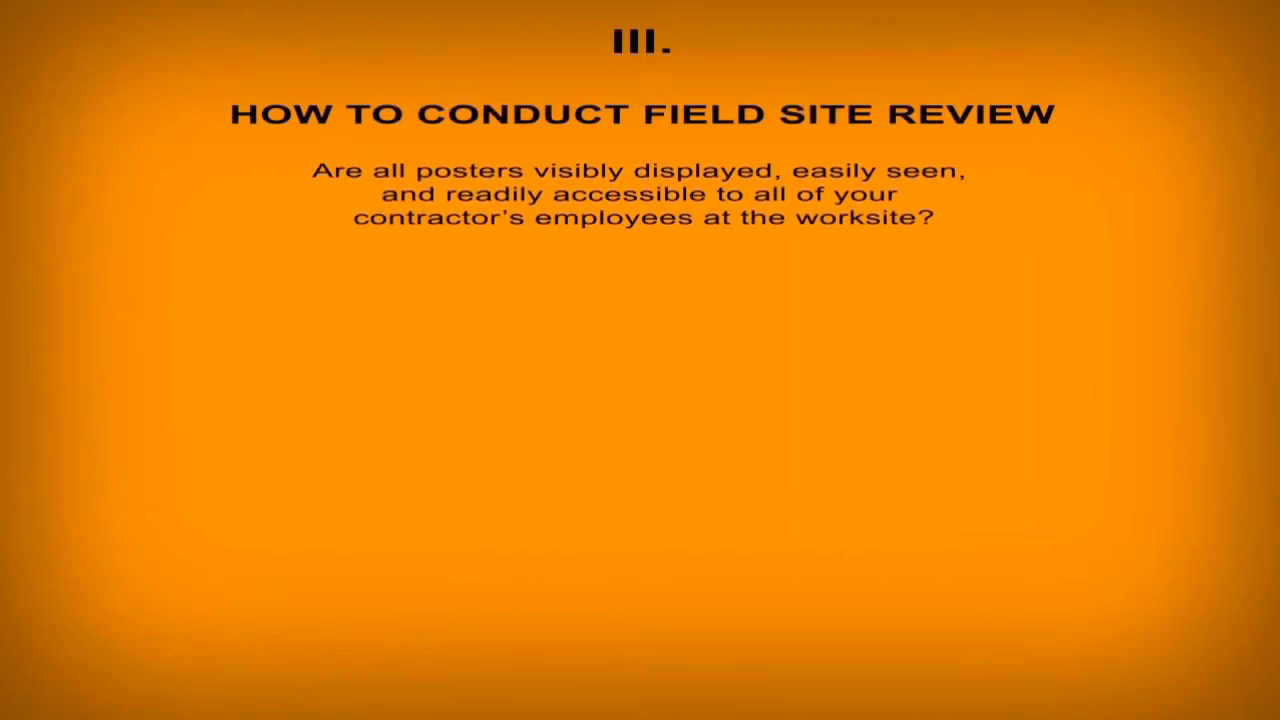 III.
HOW TO CONDUCT FIELD SITE REVIEW
Are all posters visibly displayed, easily seen,
and readily accessible to all of your
contractor’s employees at the worksite?